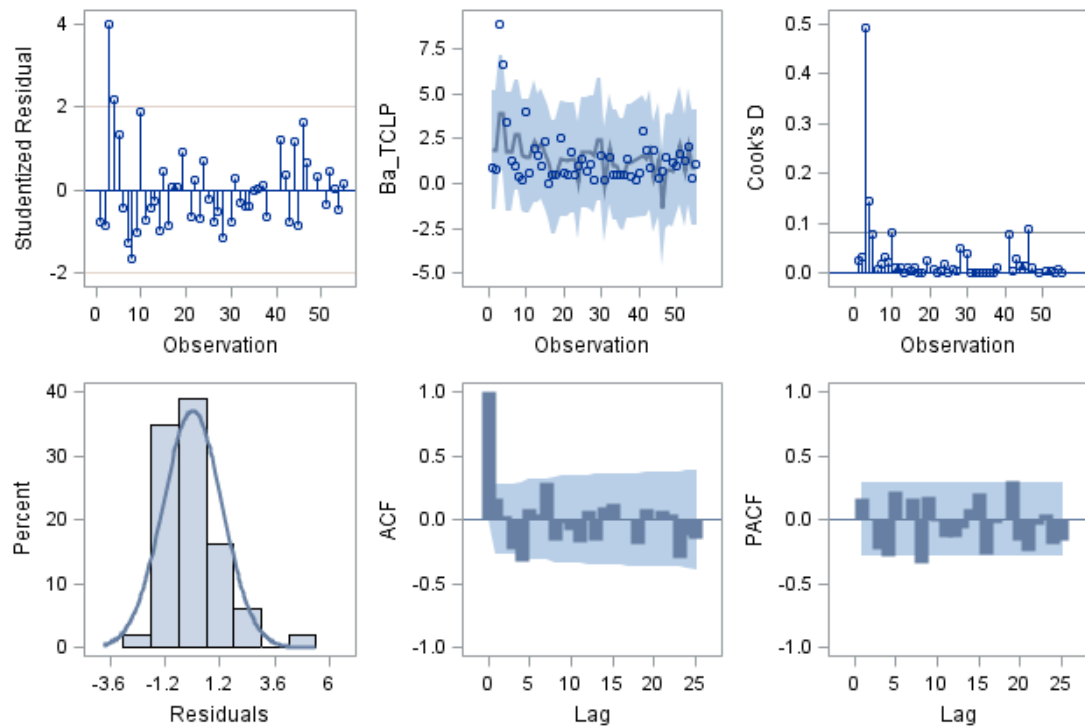 4
2
0
-2
Studentized Residual
0 10 20 30 40 50
Observation
7.5
5.0
2.5
0.0
-2.5
-5.0
Ba_TCLP
0 10 20 30 40 50
Observation
0.5
0.4
0.3
0.2
0.1
0.0
Cook's D
0 10 20 30 40 50
Observation
40
30
20
10
0
Percent
-3.6 -1.2 1.2 3.6 6
Residuals
1.0
0.5
0.0
-0.5
-1.0
ACF
0 5 10 15 20 25
Lag
1.0
0.5
0.0
-0.5
-1.0
PACF
0 5 10 15 20 25
Lag